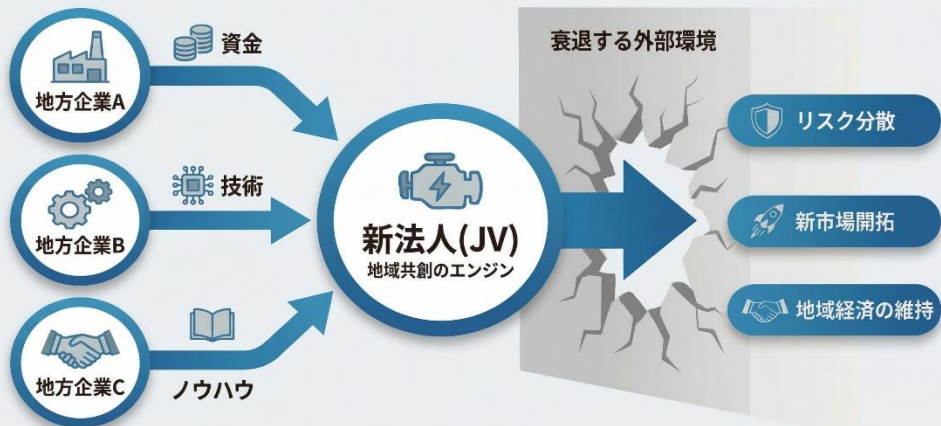 地方企業A
資金
地方企業B
技術
地方企業C
ノウハウ
新法人(JV)
地域共創のエンジン
衰退する外部環境
リスク分散
新市場開拓
地域経済の維持